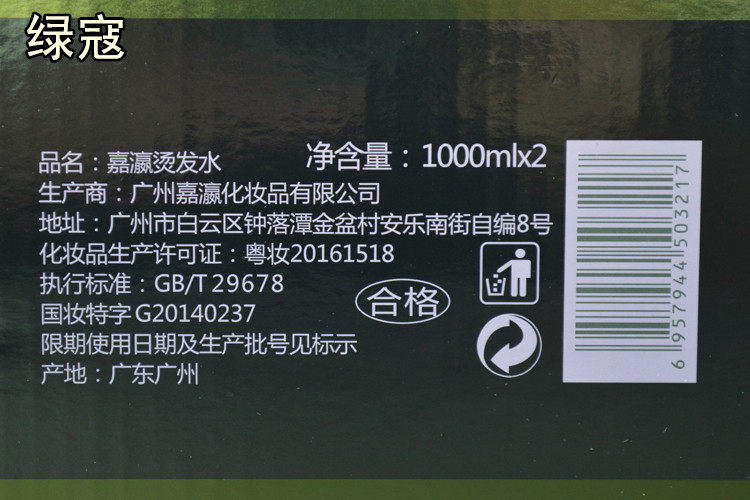 绿寇
品名：嘉瀛烫发水
净含量：1000mlx2
生产商：广州嘉瀛化妆品有限公司
地址：广州市白云区钟落潭金盆村安乐南街自编8号
化妆品生产许可证：粤妆20161518
执行标准：GB/T 29678
国妆特字 G20140237
合格
限期使用日期及生产批号见标示
产地：广东广州
6 957944 503217